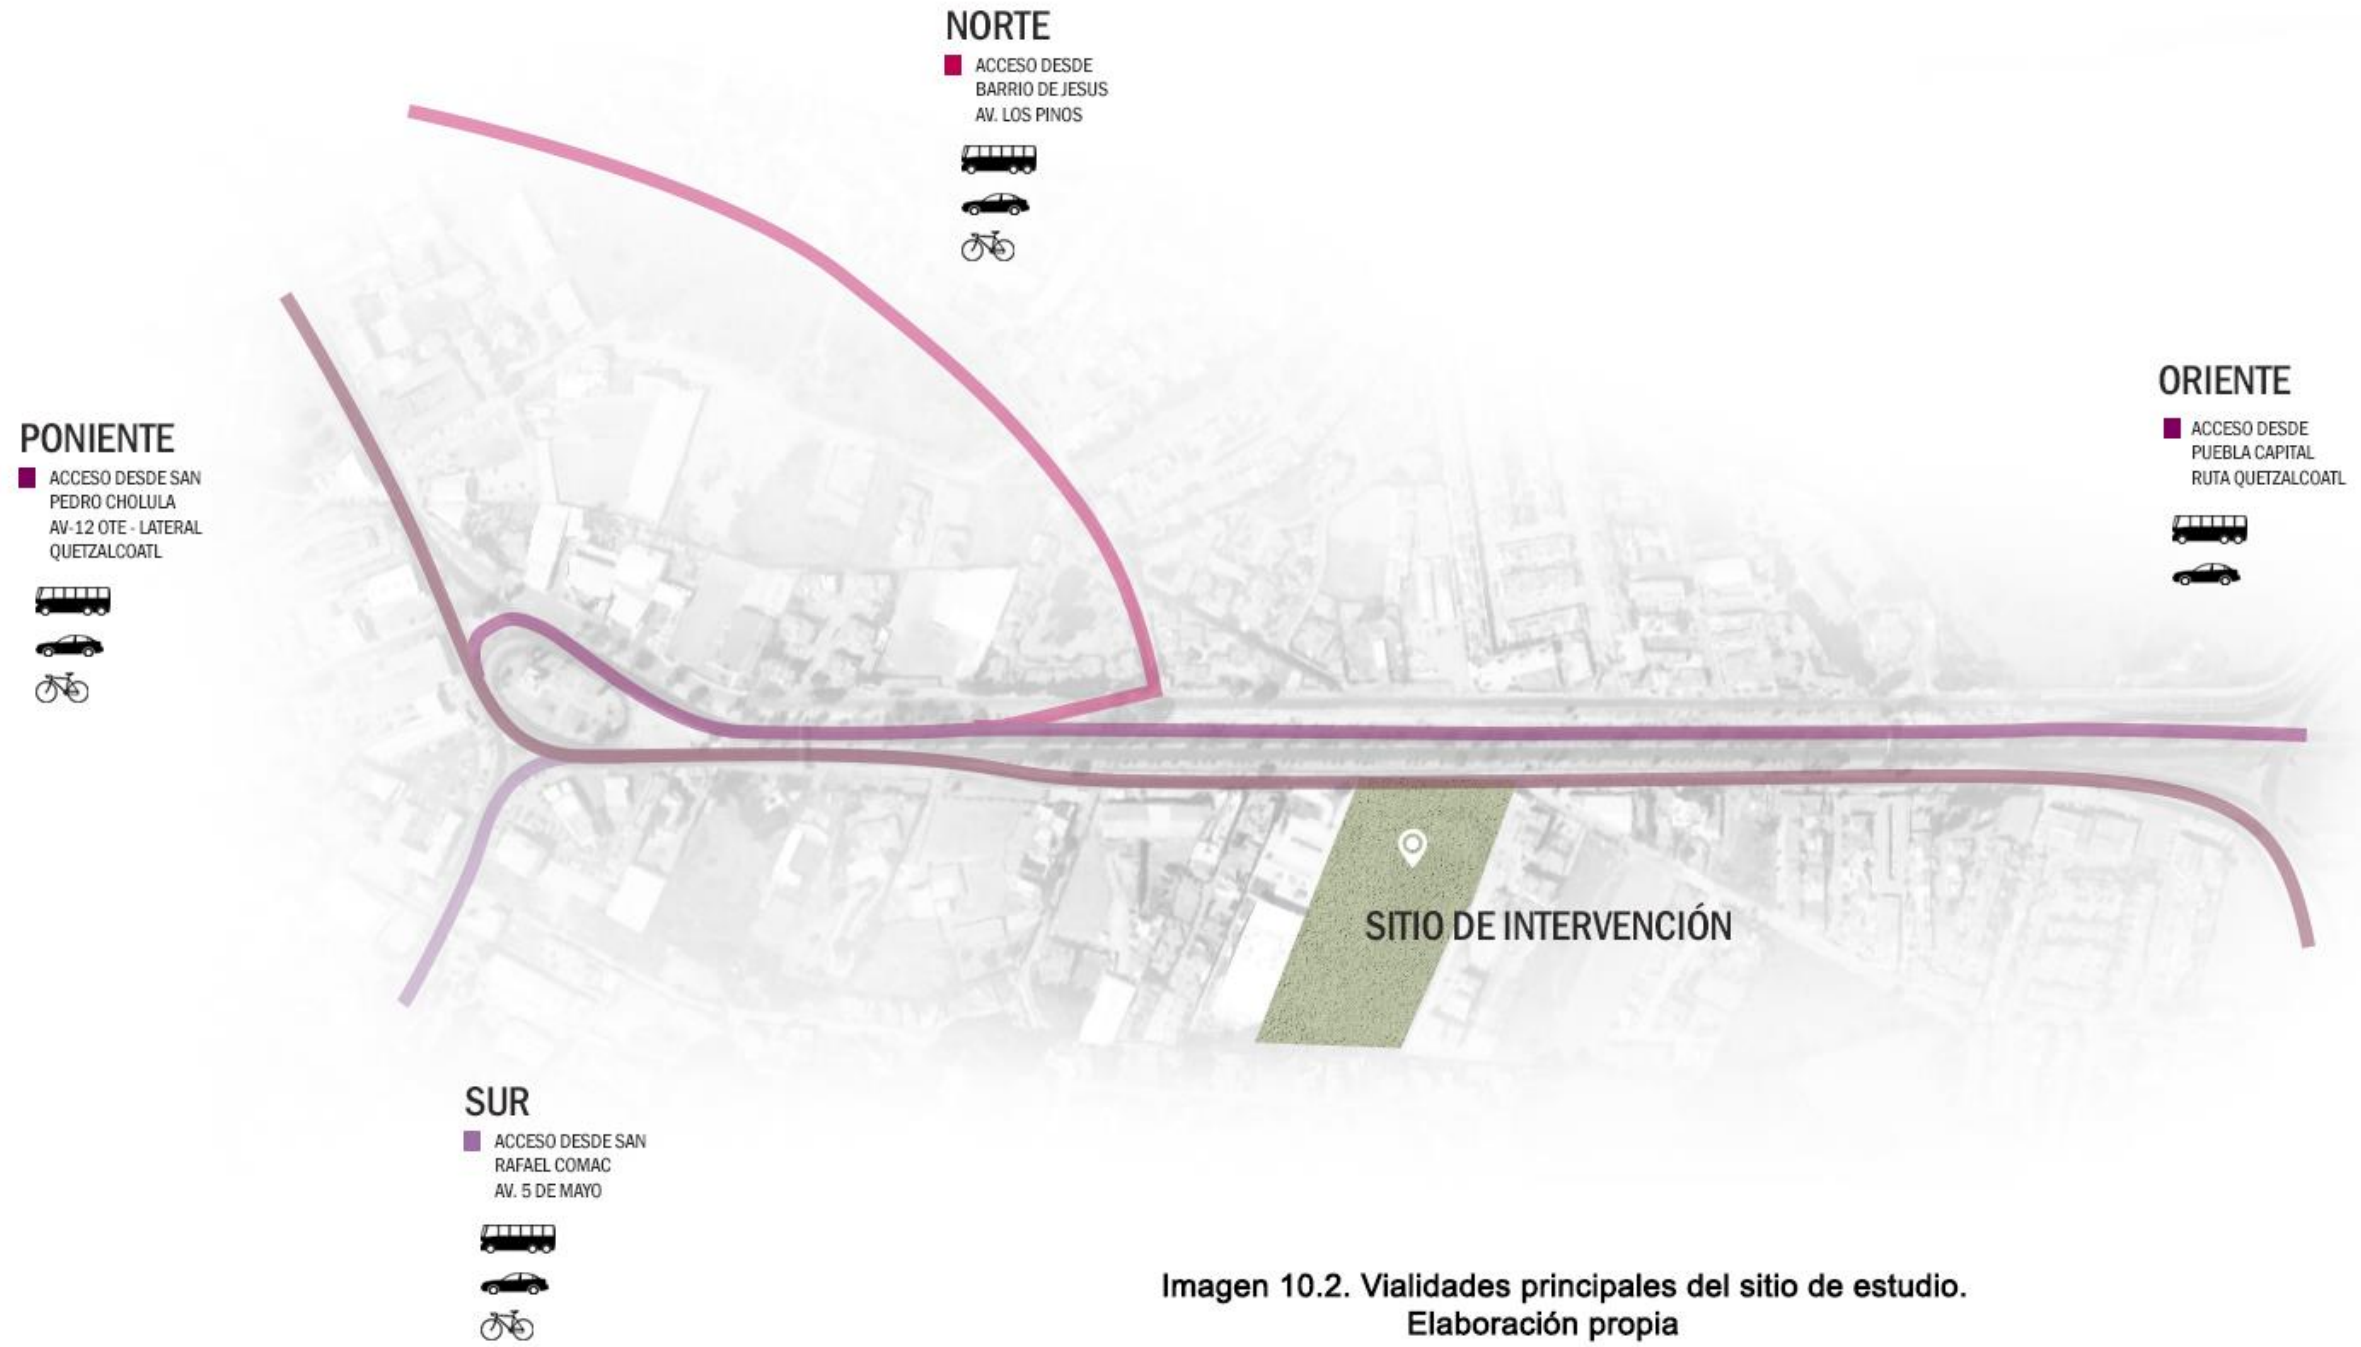 NORTE
ACCESO DESDE
BARRIO DE JESUS
AV. LOS PINOS
ORIENTE
ACCESO DESDE
PUEBLA CAPITAL
RUTA QUETZALCOATL
PONIENTE
ACCESO DESDE SAN
PEDRO CHOLULA
AV-12 OTE - LATERAL
QUETZALCOATL
SITIO DE INTERVENCIÓN
SUR
ACCESO DESDE SAN
RAFAEL COMAC
AV. 5 DE MAYO
Imagen 10.2. Vialidades principales del sitio de estudio.
Elaboración propia